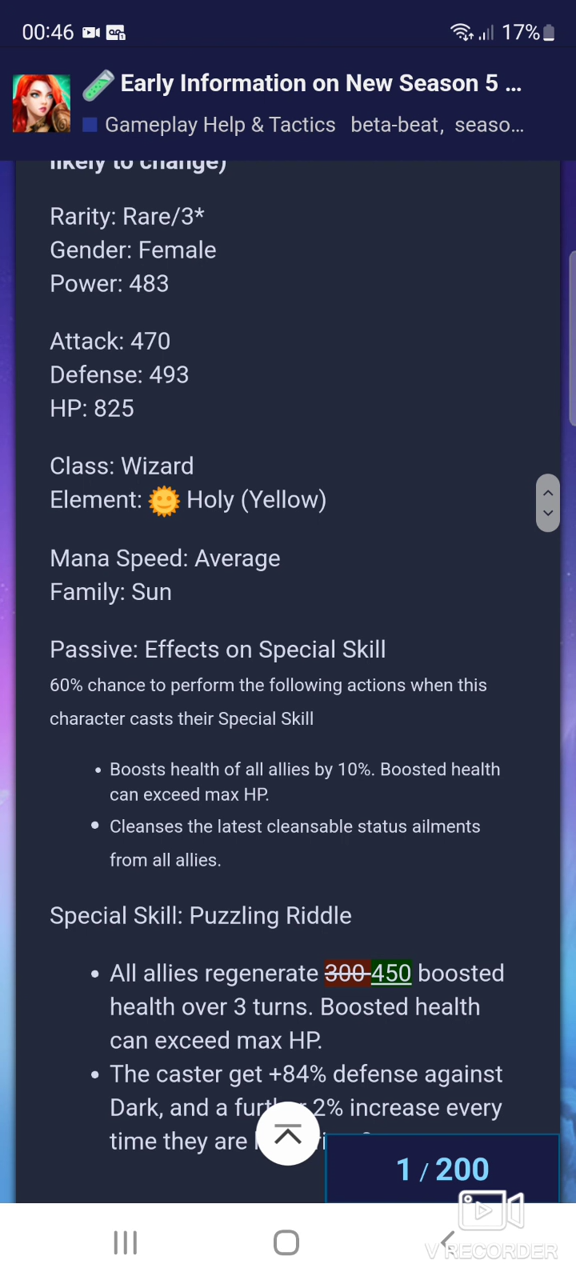 00:46
17%
Early Information on New Season 5 ...
Gameplay Help & Tactics beta-beat, seaso...
likely to change)
Rarity: Rare/3*
Gender: Female
Power: 483
Attack: 470
Defense: 493
HP: 825
Class: Wizard
Element: 🌞 Holy (Yellow)
Mana Speed: Average
Family: Sun
Passive: Effects on Special Skill
60% chance to perform the following actions when this
character casts their Special Skill
• Boosts health of all allies by 10%. Boosted health
can exceed max HP.
• Cleanses the latest cleansable status ailments
from all allies.
Special Skill: Puzzling Riddle
• All allies regenerate 300 450 boosted
health over 3 turns. Boosted health
can exceed max HP.
• The caster get +84% defense against
Dark, and a 2% increase every
time they are
1 / 200
V RECORDER